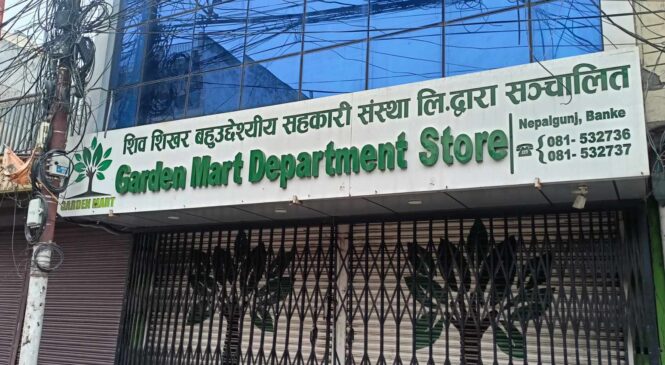 शिव शिखर बहुउद्देश्यीय सहकारी संस्था लि.द्वारा सञ्चालित
Garden Mart Department Store
Nepalgunj, Banke
081- 532736
081- 532737
GARDEN MART